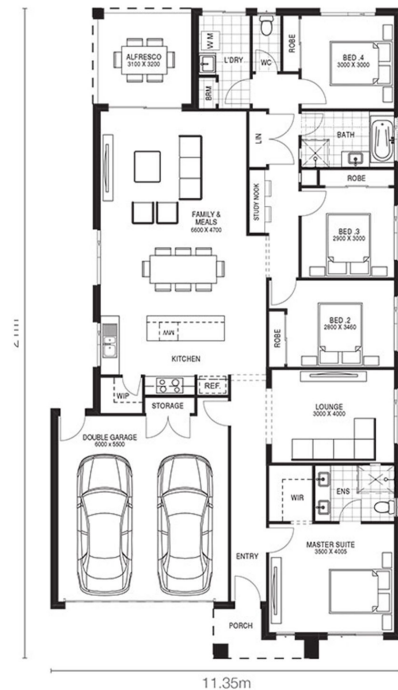 ALFRESCO
3100 X 3200
W.M
L'DRY
BRM
WC
ROBE
BED .4
3000 X 3000
LIN
BATH
ROBE
STUDY NOOK
BED .3
2900 X 3000
FAMILY &
MEALS
6600 X 4700
BED .2
2800 X 3460
ROBE
MW
KITCHEN
WIP
REF.
STORAGE
LOUNGE
3000 X 4000
DOUBLE GARAGE
6000 x 5500
WIR
ENS
MASTER SUITE
3500 X 4005
ENTRY
PORCH
11.35m